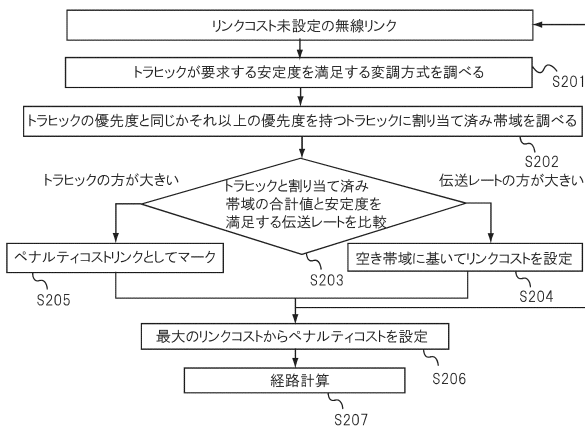 リンクコスト未設定の無線リンク
トラヒックが要求する安定度を満足する変調方式を調べる
S201
トラヒックの優先度と同じかそれ以上の優先度を持つトラヒックに割り当て済み帯域を調べる
S202
トラヒックの方が大きい
伝送レートの方が大きい
トラヒックと割り当て済み
帯域の合計値と安定度を
満足する伝送レートを比較
S203
ペナルティコストリンクとしてマーク
S205
空き帯域に基いてリンクコストを設定
S204
最大のリンクコストからペナルティコストを設定
S206
経路計算
S207